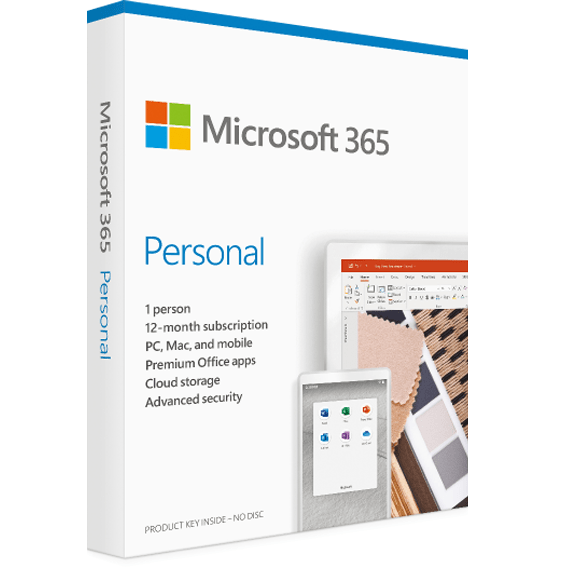 Microsoft 365 Personal
Microsoft 365
Personal
1 person
12-month subscription
PC, Mac, and mobile
Premium Office apps
Cloud storage
Advanced security
PRODUCT KEY INSIDE – NO DISC